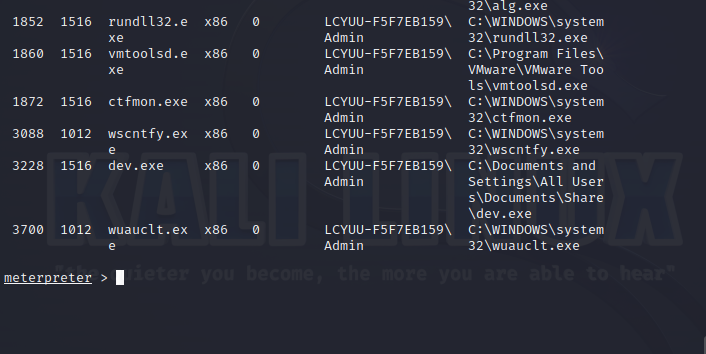 32\alg.exe
1852 1516 rundll32.e x86 0 LCYUU-F5F7EB159\ C:\WINDOWS\system
xe Admin 32\rundll32.exe
1860 1516 vmtoolsd.e x86 0 LCYUU-F5F7EB159\ C:\Program Files\
xe Admin VMware\VMware Too
ls\vmtoolsd.exe
1872 1516 ctfmon.exe x86 0 LCYUU-F5F7EB159\ C:\WINDOWS\system
Admin 32\ctfmon.exe
3088 1012 wscntfy.ex x86 0 LCYUU-F5F7EB159\ C:\WINDOWS\system
e Admin 32\wscntfy.exe
3228 1516 dev.exe x86 0 LCYUU-F5F7EB159\ C:\Documents and
Admin Settings\All User
s\Documents\Share
\dev.exe
3700 1012 wuauclt.ex x86 0 LCYUU-F5F7EB159\ C:\WINDOWS\system
e Admin 32\wuauclt.exe
KALI LINUX
meterpreter >
quieter you become, the more you are able to hear"